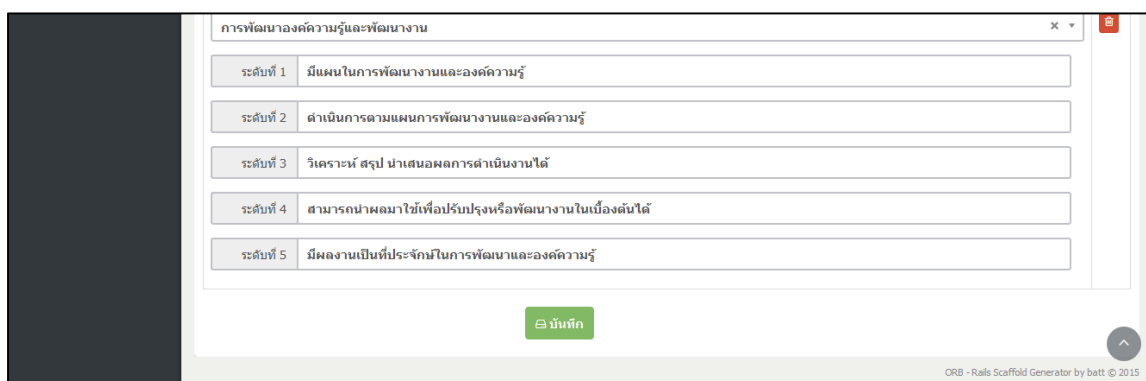 การพัฒนาองค์ความรู้และพัฒนางาน
ระดับที่ 1 มีแผนในการพัฒนางานและองค์ความรู้
ระดับที่ 2 ดำเนินการตามแผนการพัฒนางานและองค์ความรู้
ระดับที่ 3 วิเคราะห์ สรุป นำเสนอผลการดำเนินงานได้
ระดับที่ 4 สามารถนำผลมาใช้เพื่อปรับปรุงหรือพัฒนางานในเบื้องต้นได้
ระดับที่ 5 มีผลงานเป็นที่ประจักษ์ในการพัฒนาและองค์ความรู้
บันทึก
ORB - Rails Scaffold Generator by batt © 2015